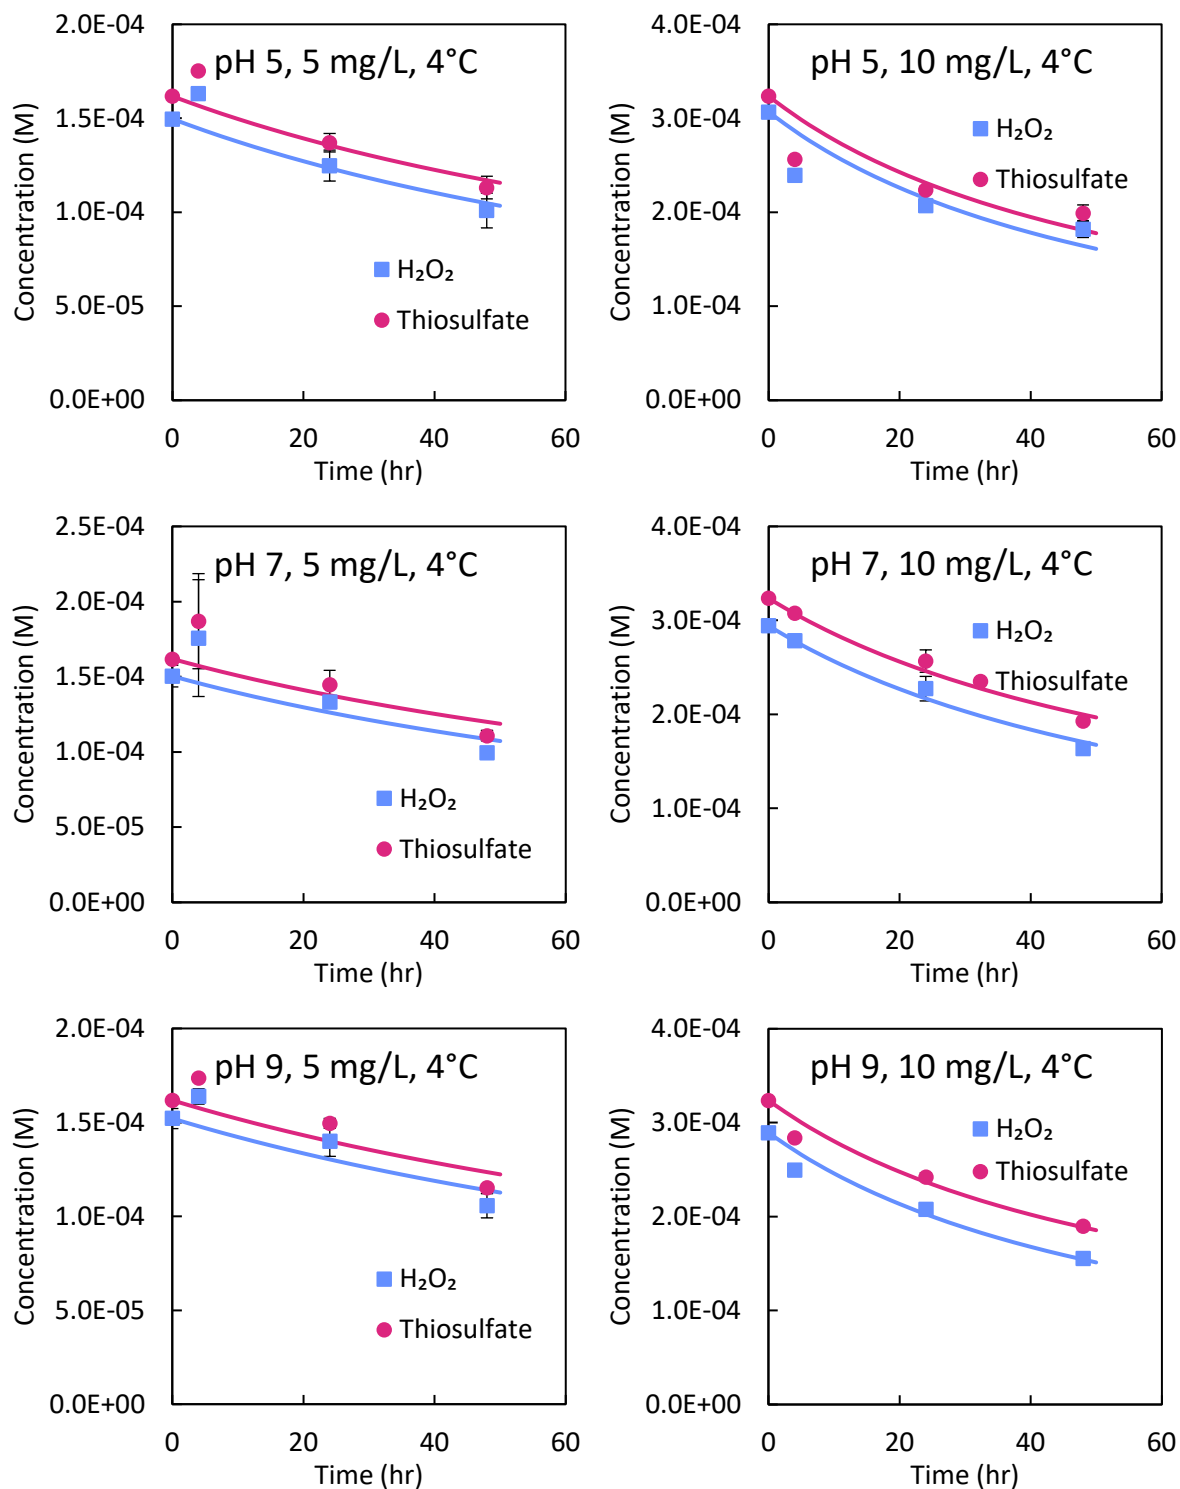 2.0E-04
1.5E-04
1.0E-04
5.0E-05
0.0E+00
Concentration (M)
pH 5, 5 mg/L, 4°C
H₂O₂
Thiosulfate
0 20 40 60
Time (hr)
4.0E-04
3.0E-04
2.0E-04
1.0E-04
0.0E+00
Concentration (M)
pH 5, 10 mg/L, 4°C
H₂O₂
Thiosulfate
0 20 40 60
Time (hr)
2.5E-04
2.0E-04
1.5E-04
1.0E-04
5.0E-05
0.0E+00
Concentration (M)
pH 7, 5 mg/L, 4°C
H₂O₂
Thiosulfate
0 20 40 60
Time (hr)
4.0E-04
3.0E-04
2.0E-04
1.0E-04
0.0E+00
Concentration (M)
pH 7, 10 mg/L, 4°C
H₂O₂
Thiosulfate
0 20 40 60
Time (hr)
2.0E-04
1.5E-04
1.0E-04
5.0E-05
0.0E+00
Concentration (M)
pH 9, 5 mg/L, 4°C
H₂O₂
Thiosulfate
0 20 40 60
Time (hr)
4.0E-04
3.0E-04
2.0E-04
1.0E-04
0.0E+00
Concentration (M)
pH 9, 10 mg/L, 4°C
H₂O₂
Thiosulfate
0 20 40 60
Time (hr)